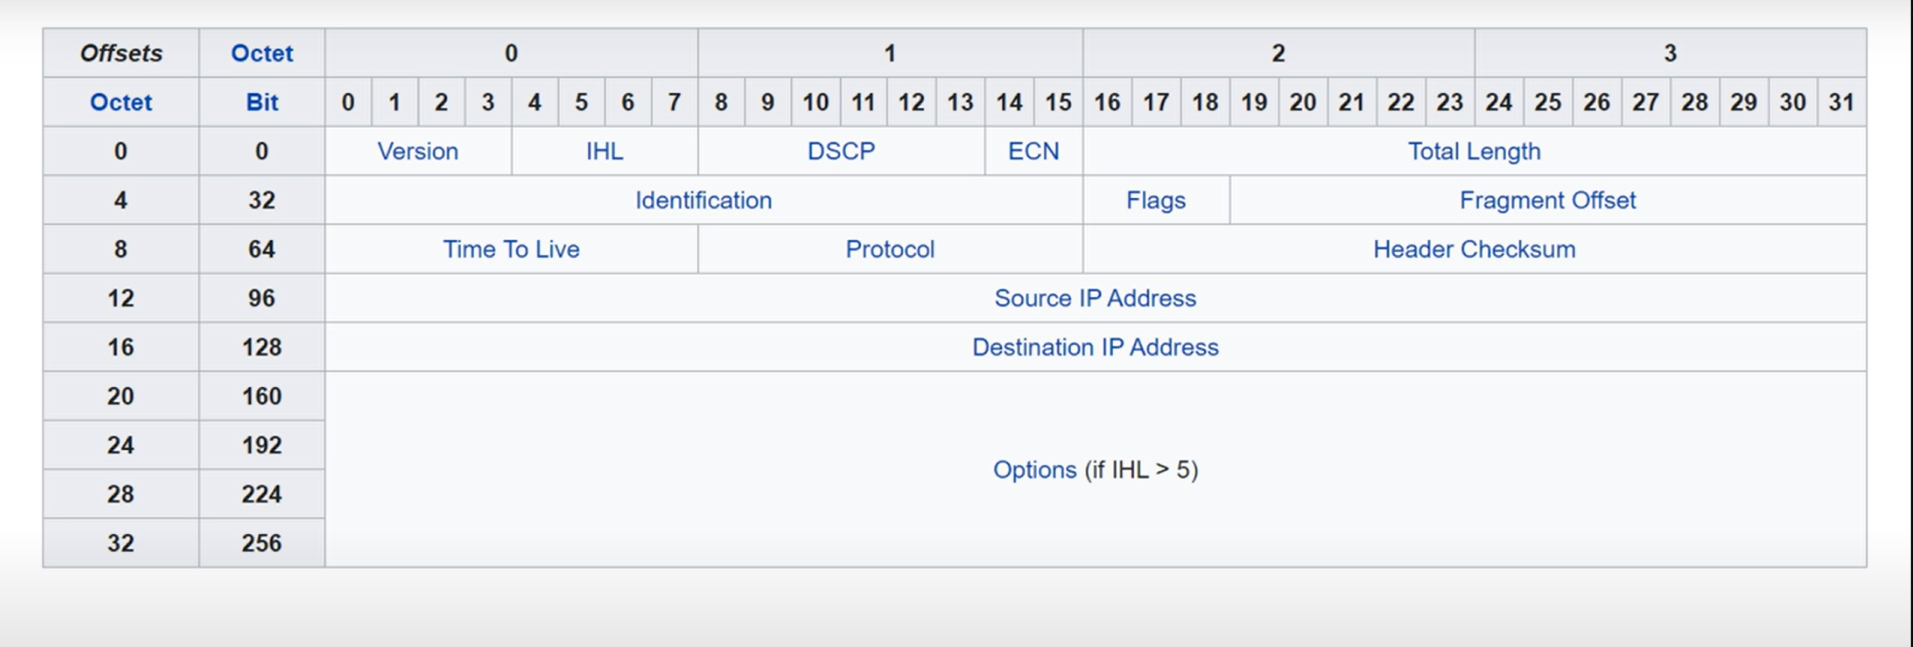 Offsets Octet 0 1 2 3
Octet Bit 0 1 2 3 4 5 6 7 8 9 10 11 12 13 14 15 16 17 18 19 20 21 22 23 24 25 26 27 28 29 30 31
0 0 Version IHL DSCP ECN Total Length
4 32 Identification Flags Fragment Offset
8 64 Time To Live Protocol Header Checksum
12 96 Source IP Address
16 128 Destination IP Address
20 160
24 192
Options (if IHL > 5)
28 224
32 256